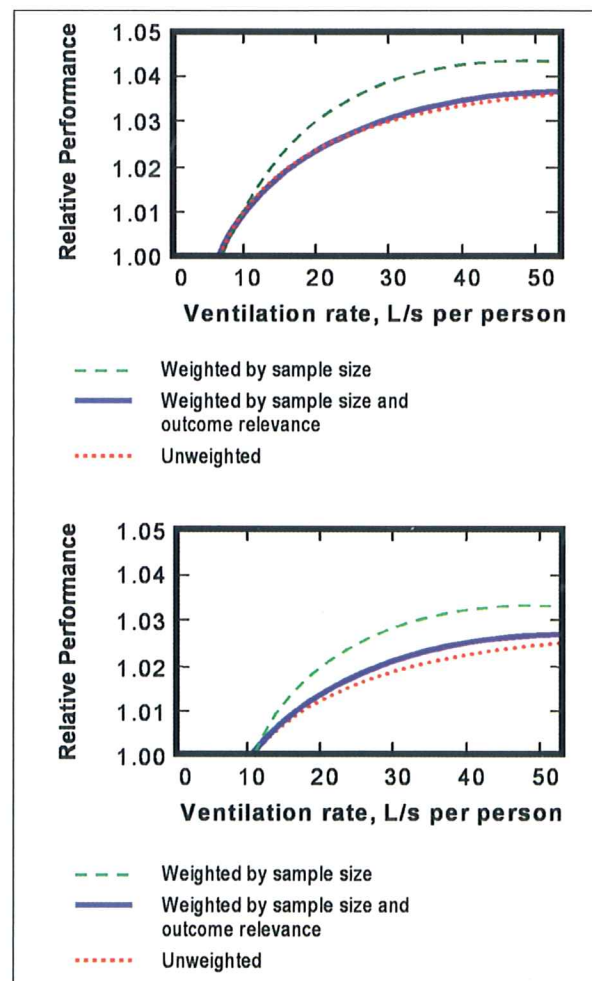 Relative Performance
1.05
1.04
1.03
1.02
1.01
1.00
0 10 20 30 40 50
Ventilation rate, L/s per person
Weighted by sample size
Weighted by sample size and
outcome relevance
Unweighted
Relative Performance
1.05
1.04
1.03
1.02
1.01
1.00
0 10 20 30 40 50
Ventilation rate, L/s per person
Weighted by sample size
Weighted by sample size and
outcome relevance
Unweighted